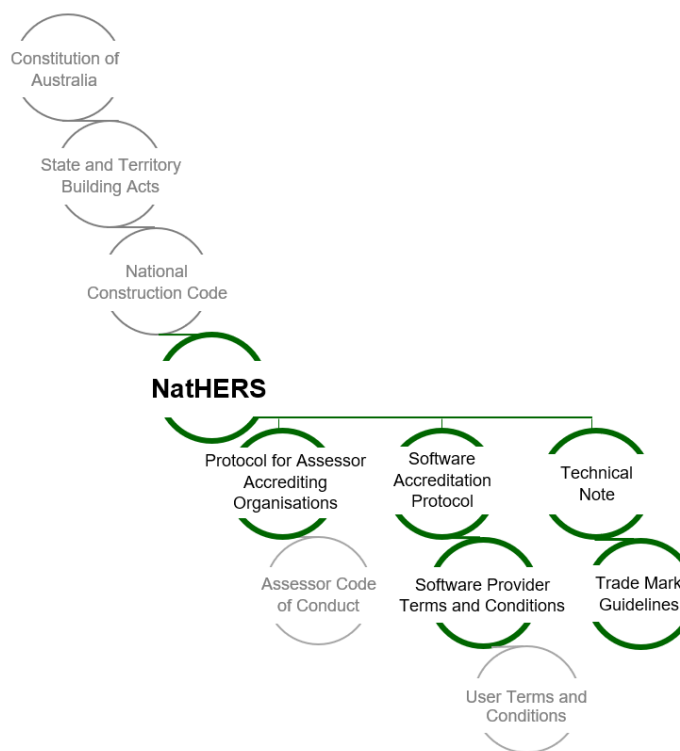 Constitution of
Australia
State and Territory
Building Acts
National
Construction Code
NatHERS
Protocol for Assessor
Accrediting
Organisations
Software
Accreditation
Protocol
Technical
Note
Assessor Code
of Conduct
Software Provider
Terms and Conditions
Trade Mark
Guidelines
User Terms and
Conditions